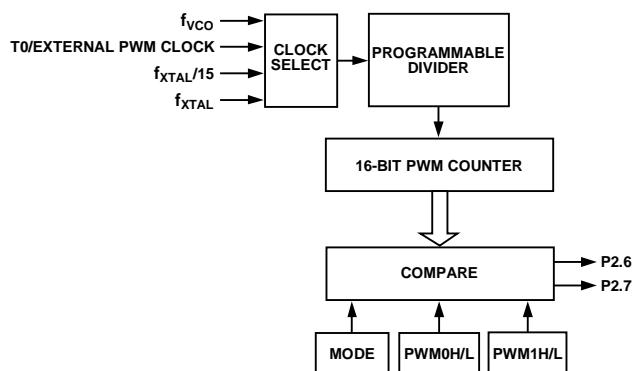 fVCO
T0/EXTERNAL PWM CLOCK
fXTAL/15
fXTAL
CLOCK
SELECT
PROGRAMMABLE
DIVIDER
16-BIT PWM COUNTER
COMPARE
P2.6
P2.7
MODE
PWM0H/L
PWM1H/L